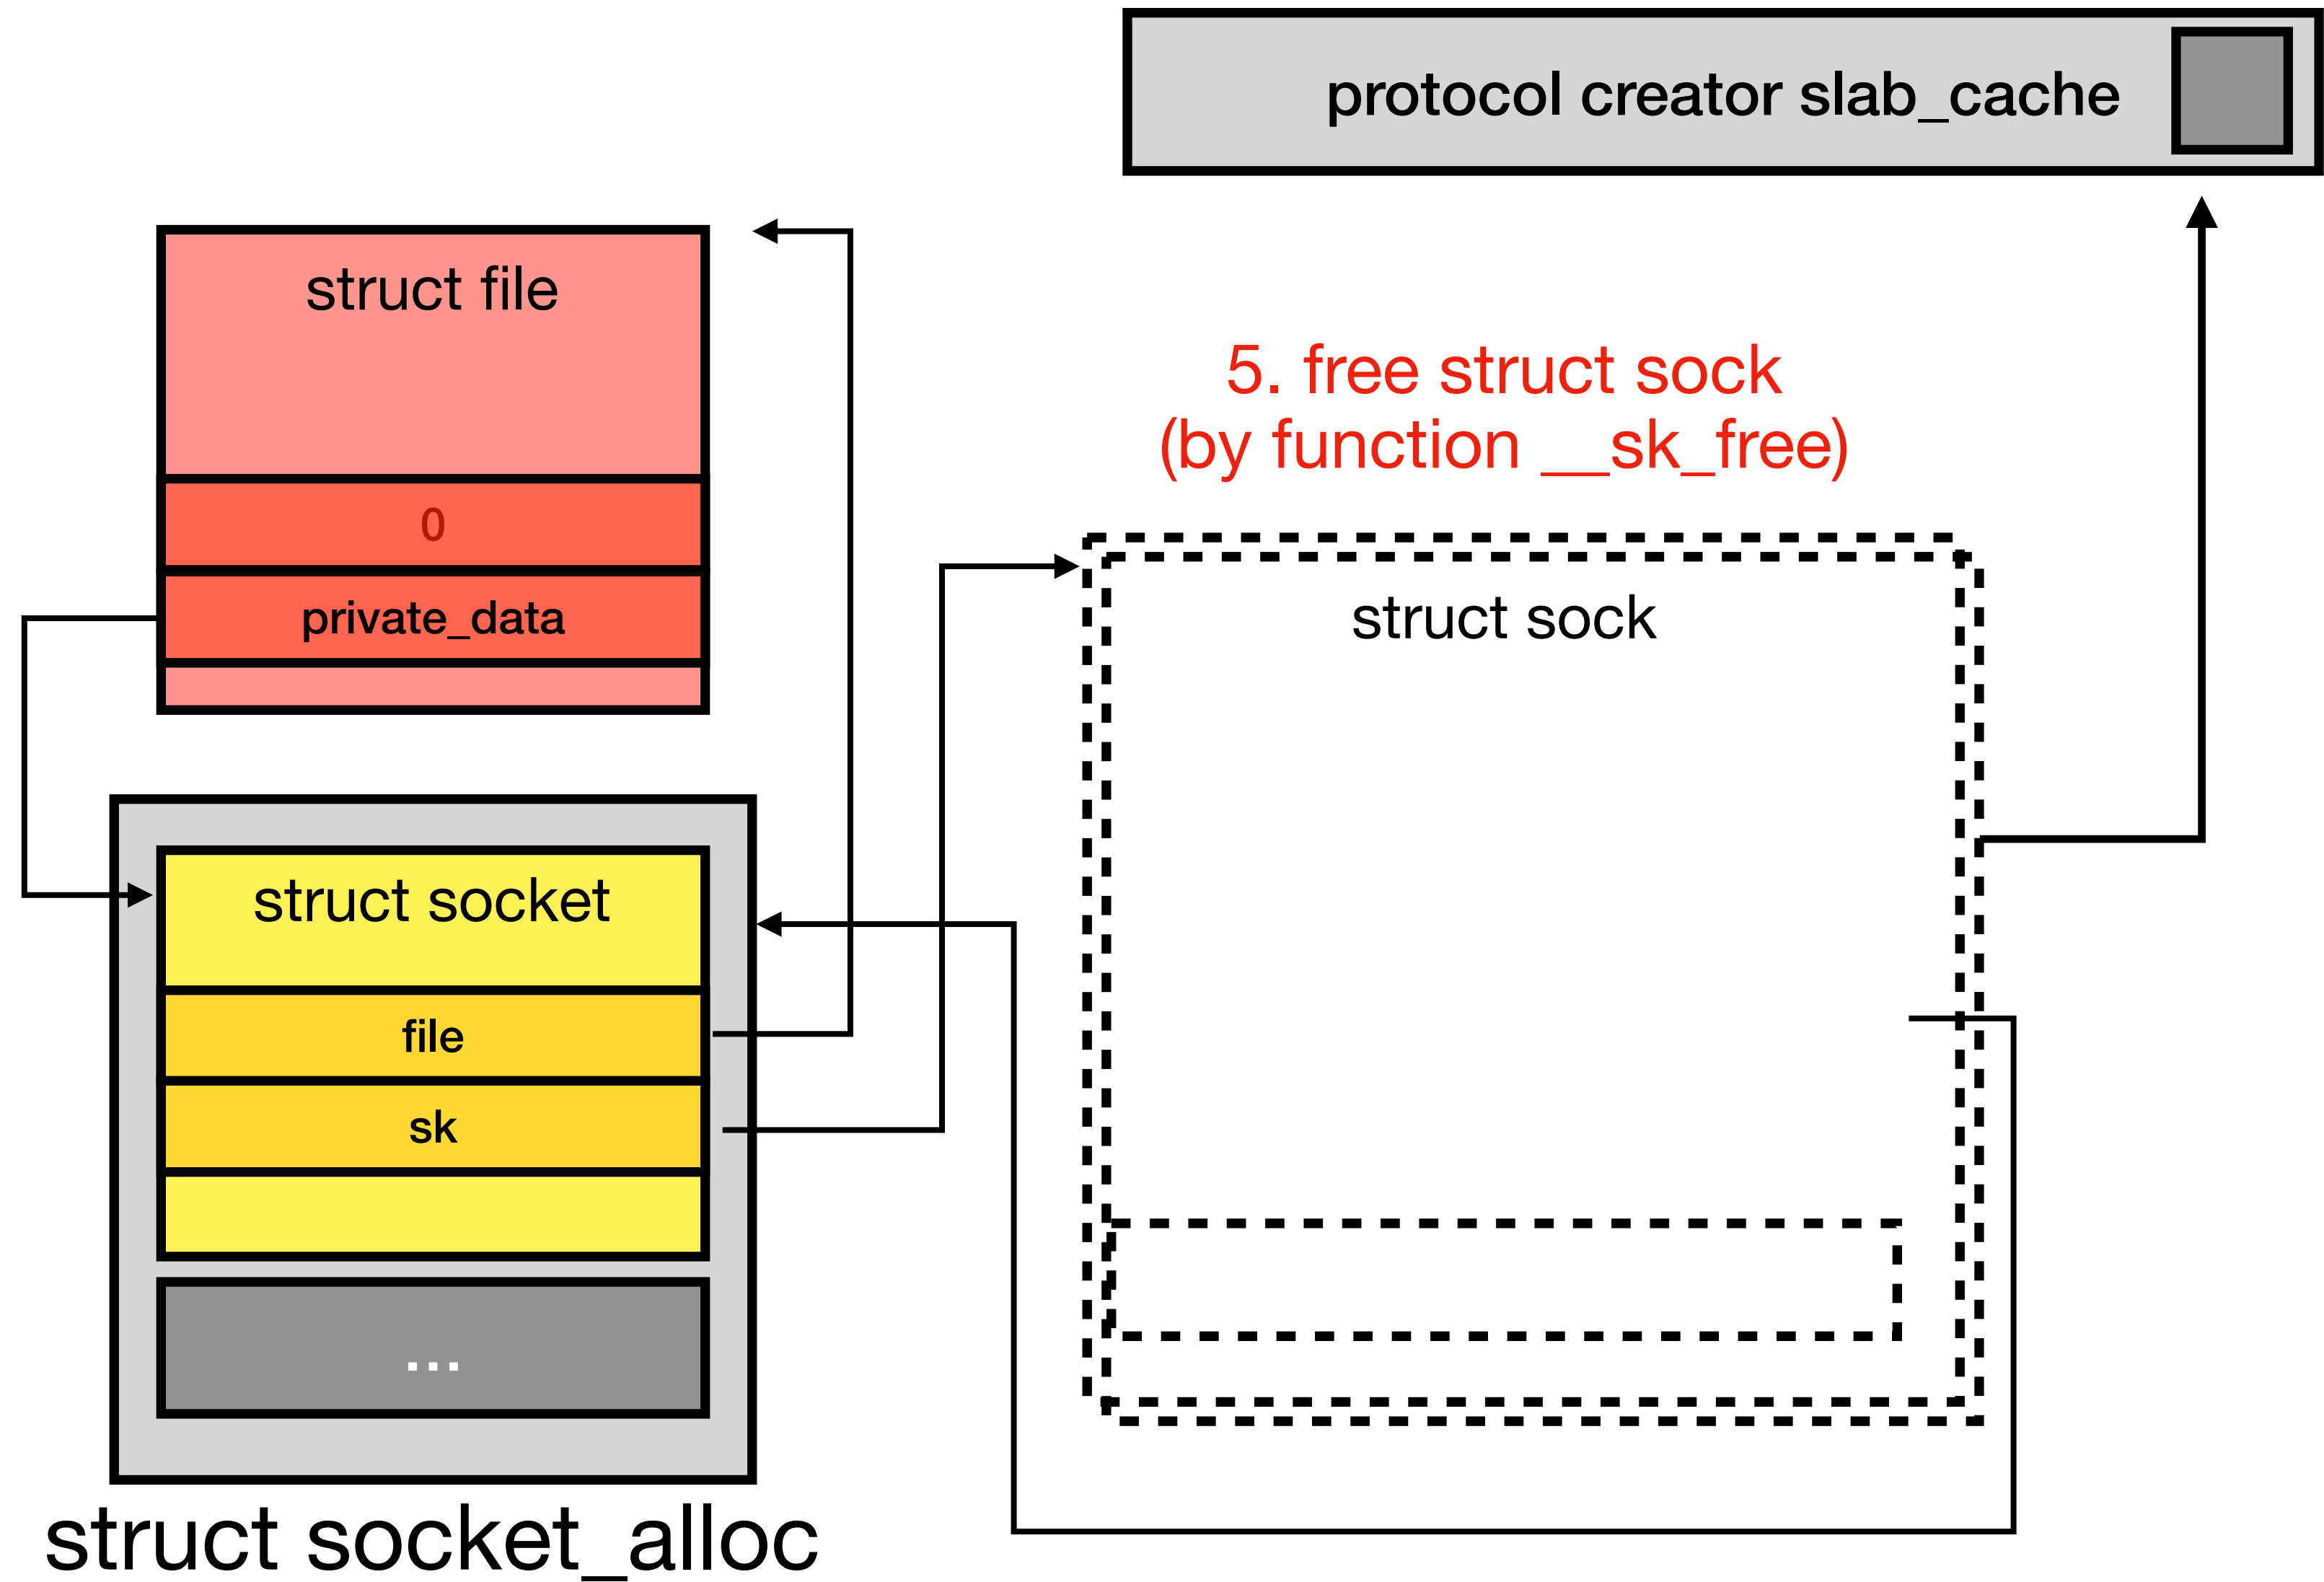 protocol creator slab_cache
struct file
0
private_data
5. free struct sock
(by function __sk_free)
struct sock
struct socket
file
sk
...
struct socket_alloc